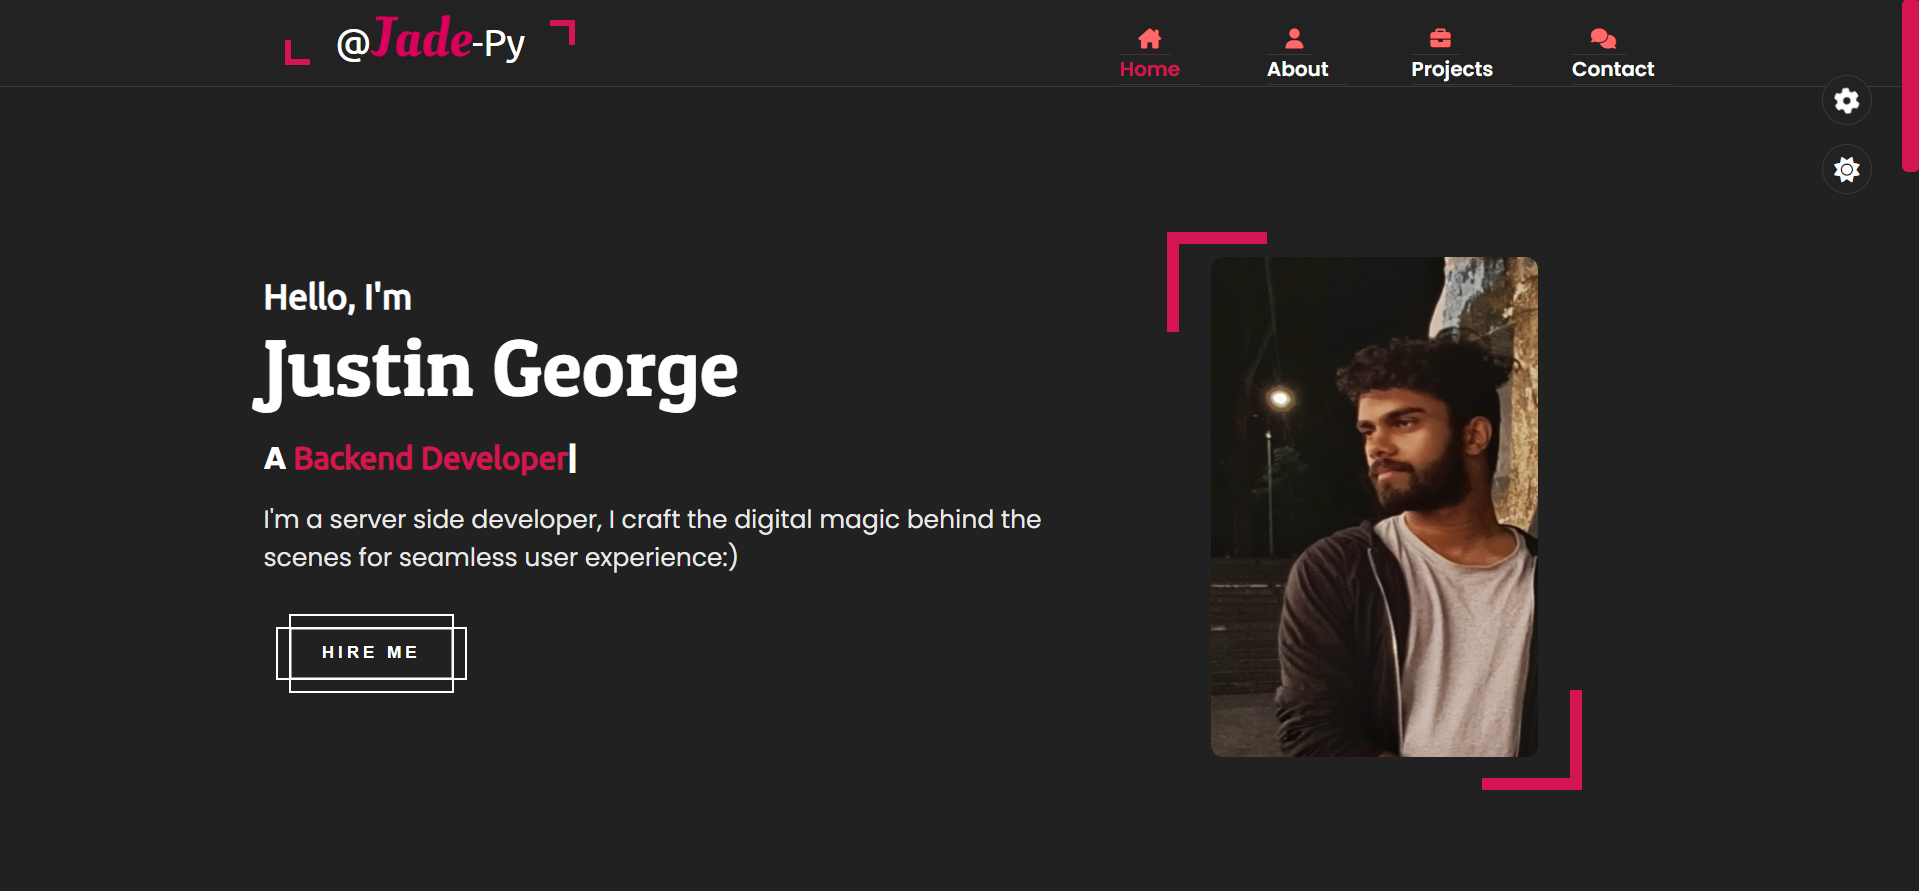 @Jade-Py
Home About Projects Contact
Hello, I'm
Justin George
A Backend Developer
I'm a server side developer, I craft the digital magic behind the
scenes for seamless user experience:)
HIRE ME